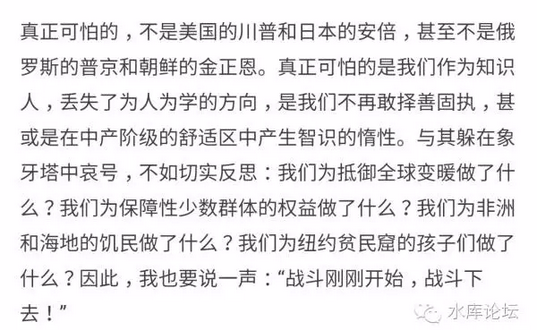 真正可怕的，不是美国的川普和日本的安倍，甚至不是俄
罗斯的普京和朝鲜的金正恩。真正可怕的是我们作为知识
人，丢失了为人为学的方向，是我们不再敢择善固执，甚
或是在中产阶级的舒适区中产生智识的惰性。与其躲在象
牙塔中哀号，不如切实反思：我们为抵御全球变暖做了什
么？我们为保障性少数群体的权益做了什么？我们为非洲
和海地的饥民做了什么？我们为纽约贫民窟的孩子们做了
什么？因此，我也要说一声：“战斗刚刚开始，战斗下
去！”
水库论坛